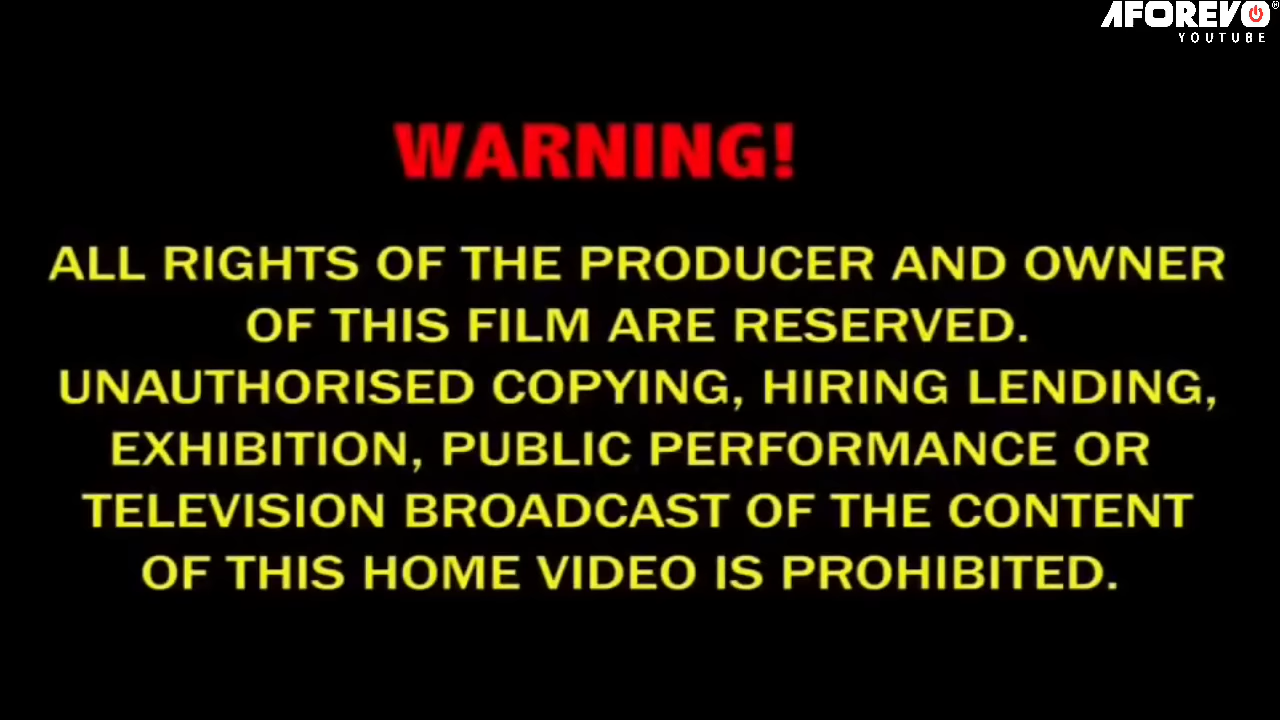 AFOREVO®
YOUTUBE
WARNING!
ALL RIGHTS OF THE PRODUCER AND OWNER
OF THIS FILM ARE RESERVED.
UNAUTHORISED COPYING, HIRING LENDING,
EXHIBITION, PUBLIC PERFORMANCE OR
TELEVISION BROADCAST OF THE CONTENT
OF THIS HOME VIDEO IS PROHIBITED.